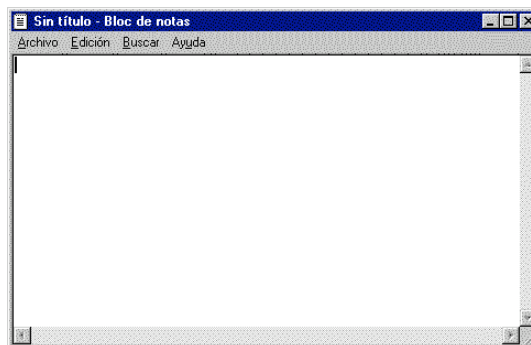 Sin título - Bloc de notas
Archivo Edición Buscar Ayuda